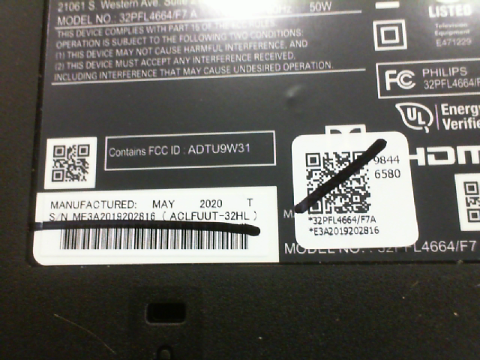 21061 S. Western Ave. Suite
MODEL NO : 32PFL4664/F7 A
50W
THIS DEVICE COMPLIES WITH PART 15 OF THE FCC RULES.
OPERATION IS SUBJECT TO THE FOLLOWING TWO CONDITIONS:
(1) THIS DEVICE MAY NOT CAUSE HARMFUL INTERFERENCE, AND
(2) THIS DEVICE MUST ACCEPT ANY INTERFERENCE RECEIVED,
INCLUDING INTERFERENCE THAT MAY CAUSE UNDESIRED OPERATION.
LISTED
Television
Equipment
E471229
FC PHILIPS
32PFL4664/F
UL Energy
Verifie
HDMI
Contains FCC ID : ADTU9W31
9844
6580
MANUFACTURED: MAY 2020 T
S/N ME3A2019202816 (ACLFUUT-32HL)
*32PFL4664/F7A
*E3A2019202816
MODEL NO.: 32PFL4664/F7